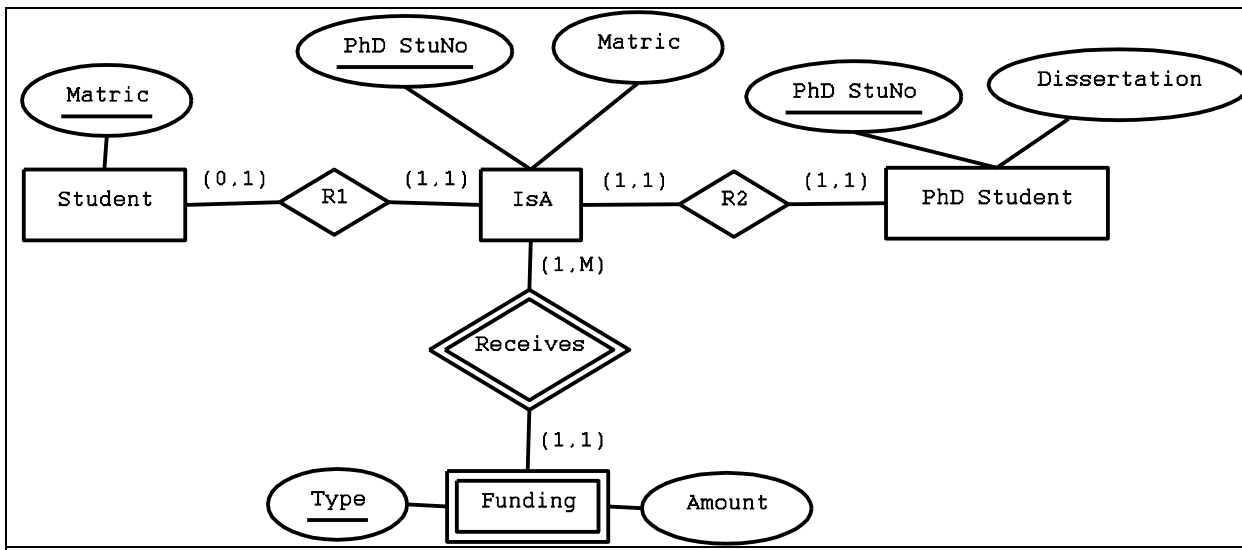 PhD StuNo
Matric
Matric
PhD StuNo
Dissertation
Student
(0,1)
R1
(1,1)
IsA
(1,1)
R2
(1,1)
PhD Student
(1,M)
Receives
(1,1)
Type
Funding
Amount